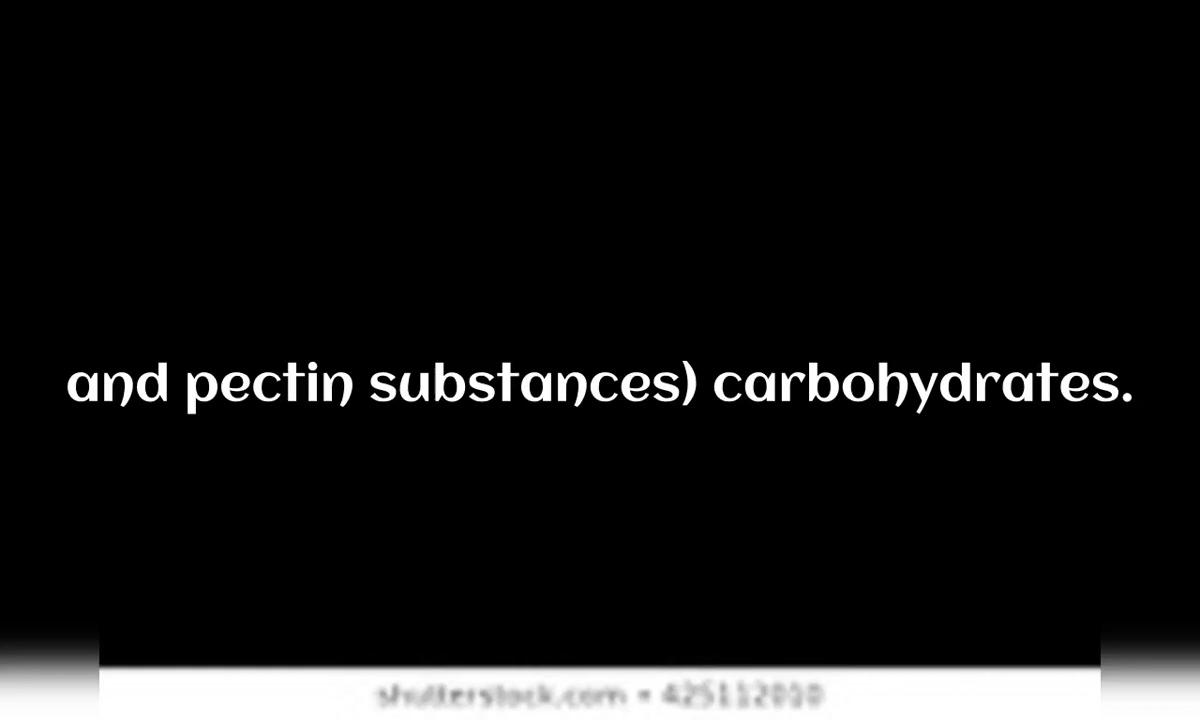 and pectin substances) carbohydrates.
shutterstock.com • 425112010